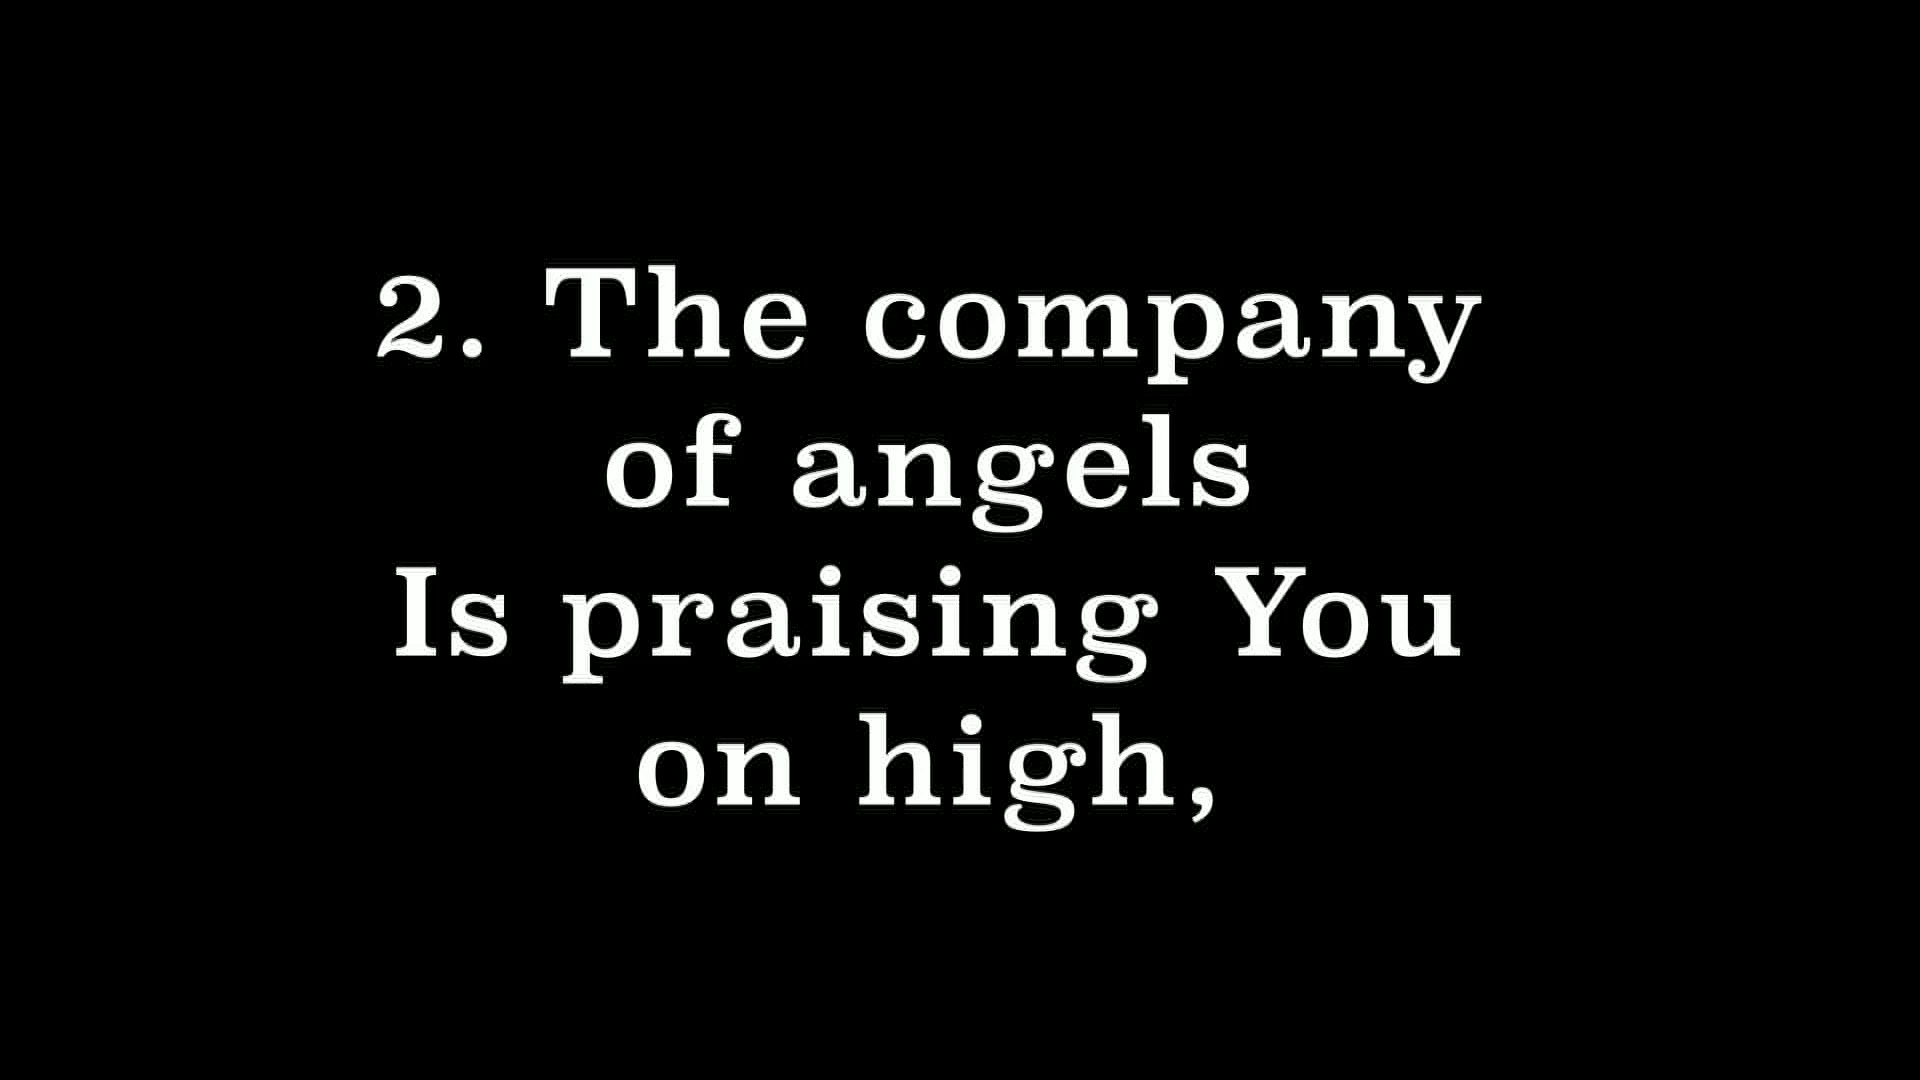 2. The company
of angels
Is praising You
on high,